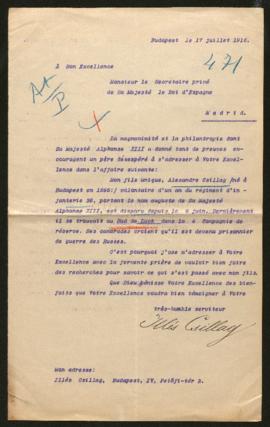 Budapest le 17 juillet 1916.
471
À Son Excellence
Monsieur le Secrétaire privé
de Sa Majesté le Roi d'Espagne
A+
P
Madrid.
La magnanimité et la philanthropie dont
Sa Majesté Alphonse XIII a donné tant de preuves en-
couragent un père désespéré à s'adresser à Votre Excel-
lence dans l'affaire suivante:
Mon fils unique, Alexandre Csillag /né à
Budapest en 1895/; volontaire d'un an du régiment d'in-
fanterie 38, portant le nom auguste de Sa Majesté
Alphonse XIII, est disparu depuis le 6 juin. Dernièrement
il se trouvait au Sud de Luck dans la 6 Compagnie de
réserve. Ses camarades croient qu'il est devenu prisonnier
de guerre des Russes.
C'est pourquoi j'ose m'adresser à Votre
Excellence avec la fervente prière de vouloir bien faire
des recherches pour savoir ce qui s'est passé avec mon fils.
Que Dieu bénisse Votre Excellence des bien-
faits que Votre Excellence voudra bien témoigner à Votre
très-humble serviteur
Illés Csillag
Mon adresse:
Illés Csillag, Budapest, IV, Petőfi-tér 3.